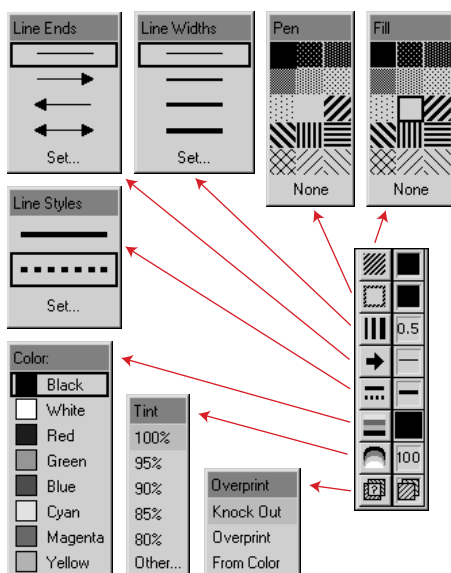 Line Ends
Set...
Line Widths
Set...
Pen
None
Fill
None
Line Styles
Set...
0.5
100
?
Color:
Black
White
Red
Green
Blue
Cyan
Magenta
Yellow
Tint
100%
95%
90%
85%
80%
Other...
Overprint
Knock Out
Overprint
From Color